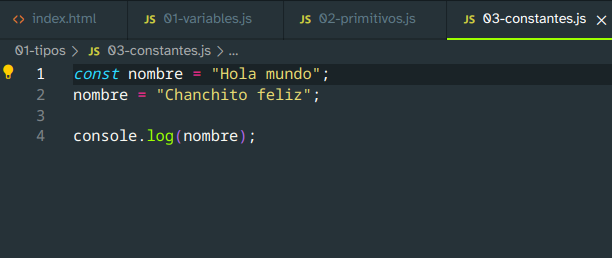 index.html JS 01-variables.js JS 02-primitivos.js JS 03-constantes.js
01-tipos > JS 03-constantes.js > ...
1 const nombre = "Hola mundo";
2 nombre = "Chanchito feliz";
3
4 console.log(nombre);